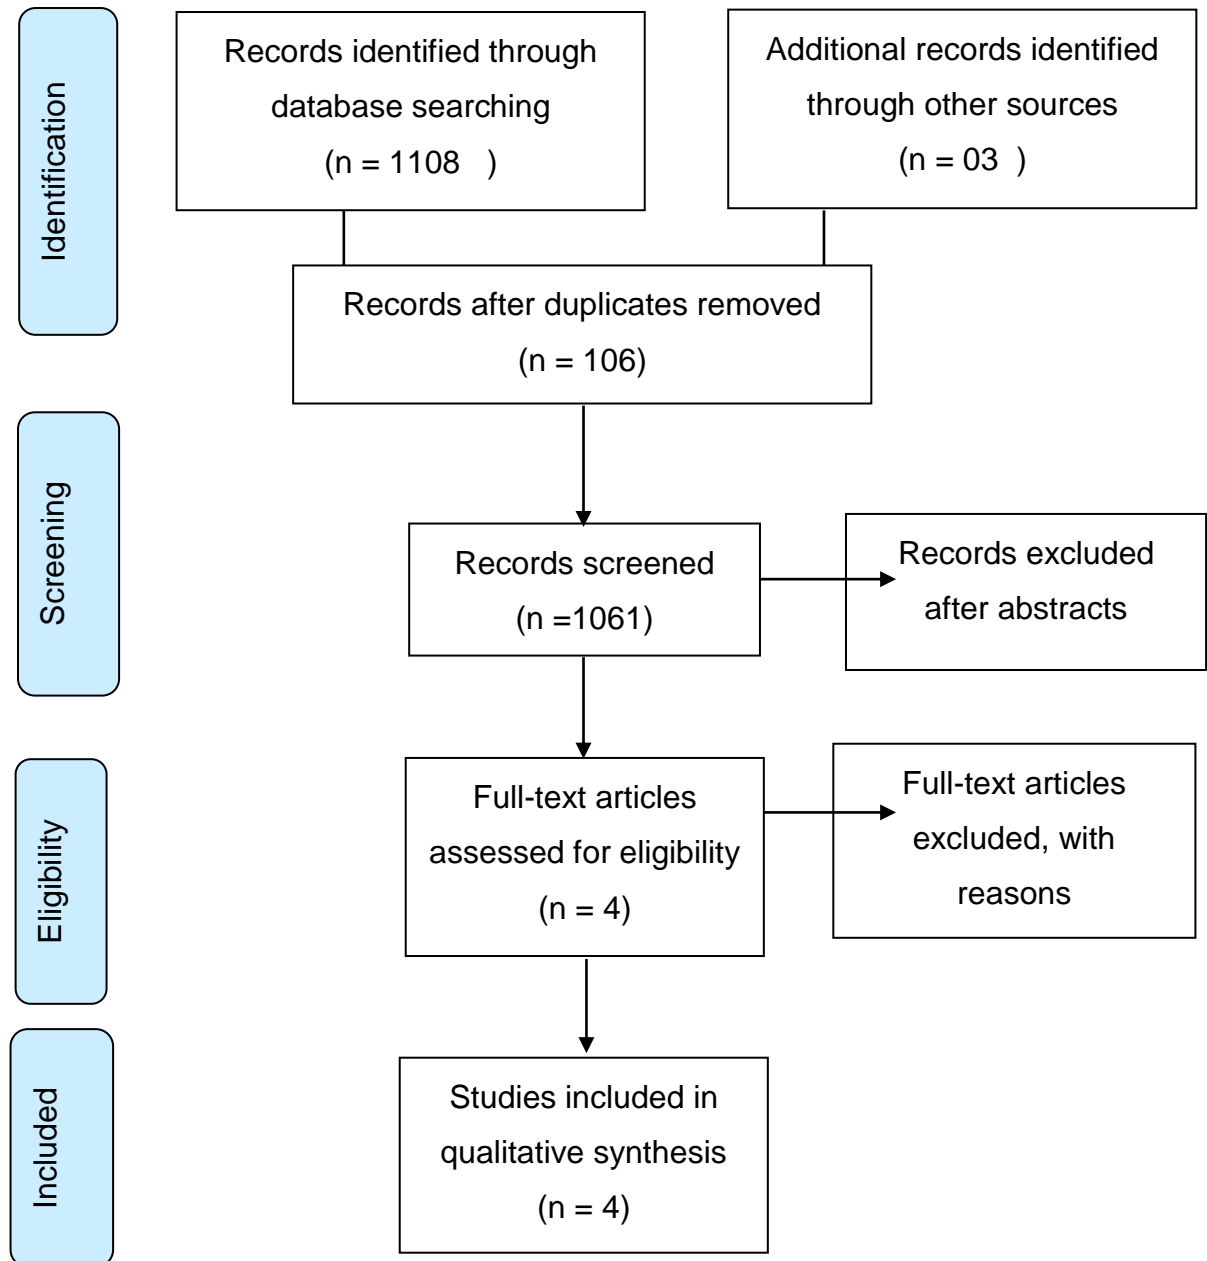 Identification
Records identified through
database searching
(n = 1108   )
Additional records identified
through other sources
(n = 03  )
Records after duplicates removed
(n = 106)
Screening
Records screened
(n =1061)
Records excluded
after abstracts
Eligibility
Full-text articles
assessed for eligibility
(n = 4)
Full-text articles
excluded, with
reasons
Included
Studies included in
qualitative synthesis
(n = 4)